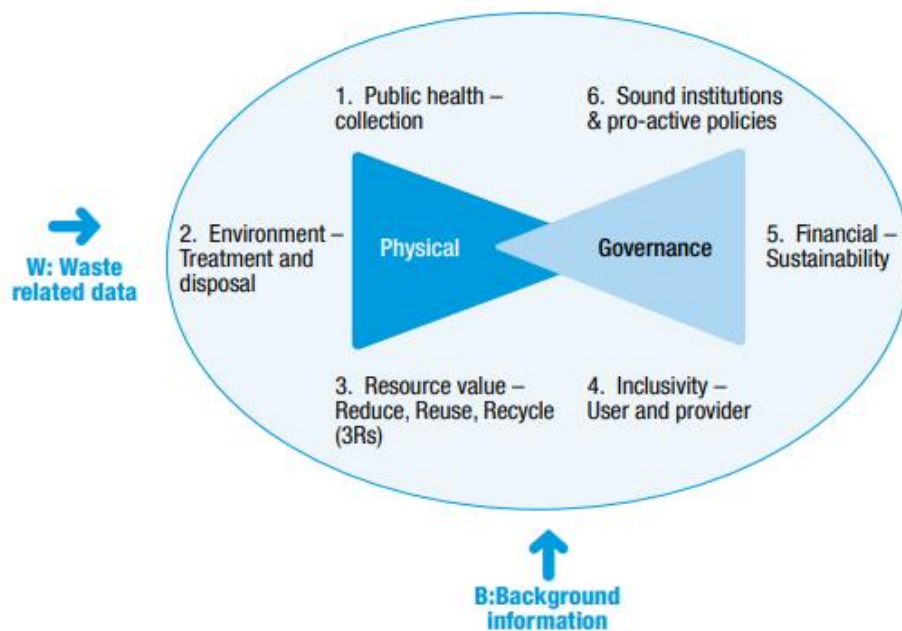 1. Public health –
collection
6. Sound institutions
& pro-active policies
W: Waste
related data
2. Environment –
Treatment and
disposal
Physical
Governance
5. Financial –
Sustainability
3. Resource value –
Reduce, Reuse, Recycle
(3Rs)
4. Inclusivity –
User and provider
B:Background
information